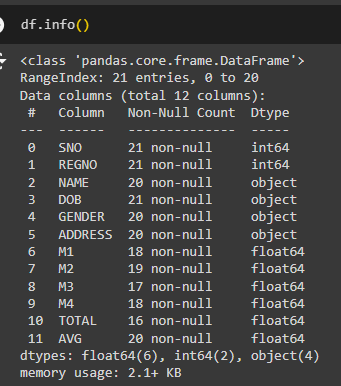 df.info()
<class 'pandas.core.frame.DataFrame'>
RangeIndex: 21 entries, 0 to 20
Data columns (total 12 columns):
 #   Column   Non-Null Count  Dtype
---  ------   --------------  -----
 0   SNO      21 non-null     int64
 1   REGNO    21 non-null     int64
 2   NAME     20 non-null     object
 3   DOB      21 non-null     object
 4   GENDER   20 non-null     object
 5   ADDRESS  20 non-null     object
 6   M1       18 non-null     float64
 7   M2       19 non-null     float64
 8   M3       17 non-null     float64
 9   M4       18 non-null     float64
 10  TOTAL    16 non-null     float64
 11  AVG      20 non-null     float64
dtypes: float64(6), int64(2), object(4)
memory usage: 2.1+ KB